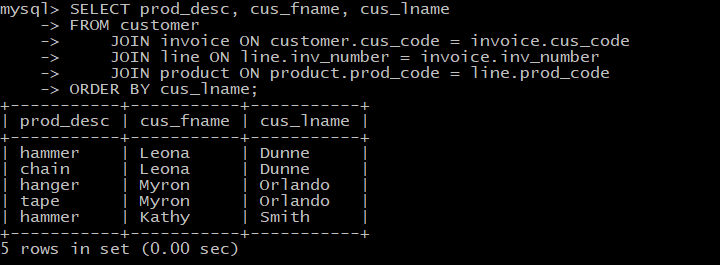 mysql> SELECT prod_desc, cus_fname, cus_lname
    -> FROM customer
    ->     JOIN invoice ON customer.cus_code = invoice.cus_code
    ->     JOIN line ON line.inv_number = invoice.inv_number
    ->     JOIN product ON product.prod_code = line.prod_code
    -> ORDER BY cus_lname;
+-----------+-----------+-----------+
| prod_desc | cus_fname | cus_lname |
+-----------+-----------+-----------+
| hammer    | Leona     | Dunne     |
| chain     | Leona     | Dunne     |
| hanger    | Myron     | Orlando   |
| tape      | Myron     | Orlando   |
| hammer    | Kathy     | Smith     |
+-----------+-----------+-----------+
5 rows in set (0.00 sec)